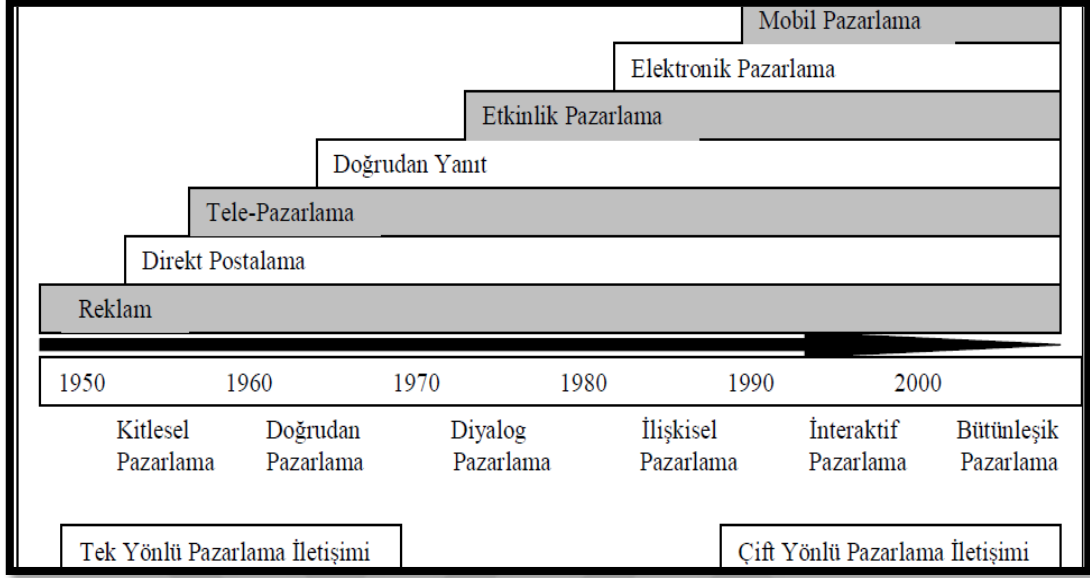 Mobil Pazarlama
Elektronik Pazarlama
Etkinlik Pazarlama
Doğrudan Yanıt
Tele-Pazarlama
Direkt Postalama
Reklam
1950 1960 1970 1980 1990 2000
Kitlesel Doğrudan Diyalog İlişkisel İnteraktif Bütünleşik
Pazarlama Pazarlama Pazarlama Pazarlama Pazarlama Pazarlama
Tek Yönlü Pazarlama İletişimi Çift Yönlü Pazarlama İletişimi